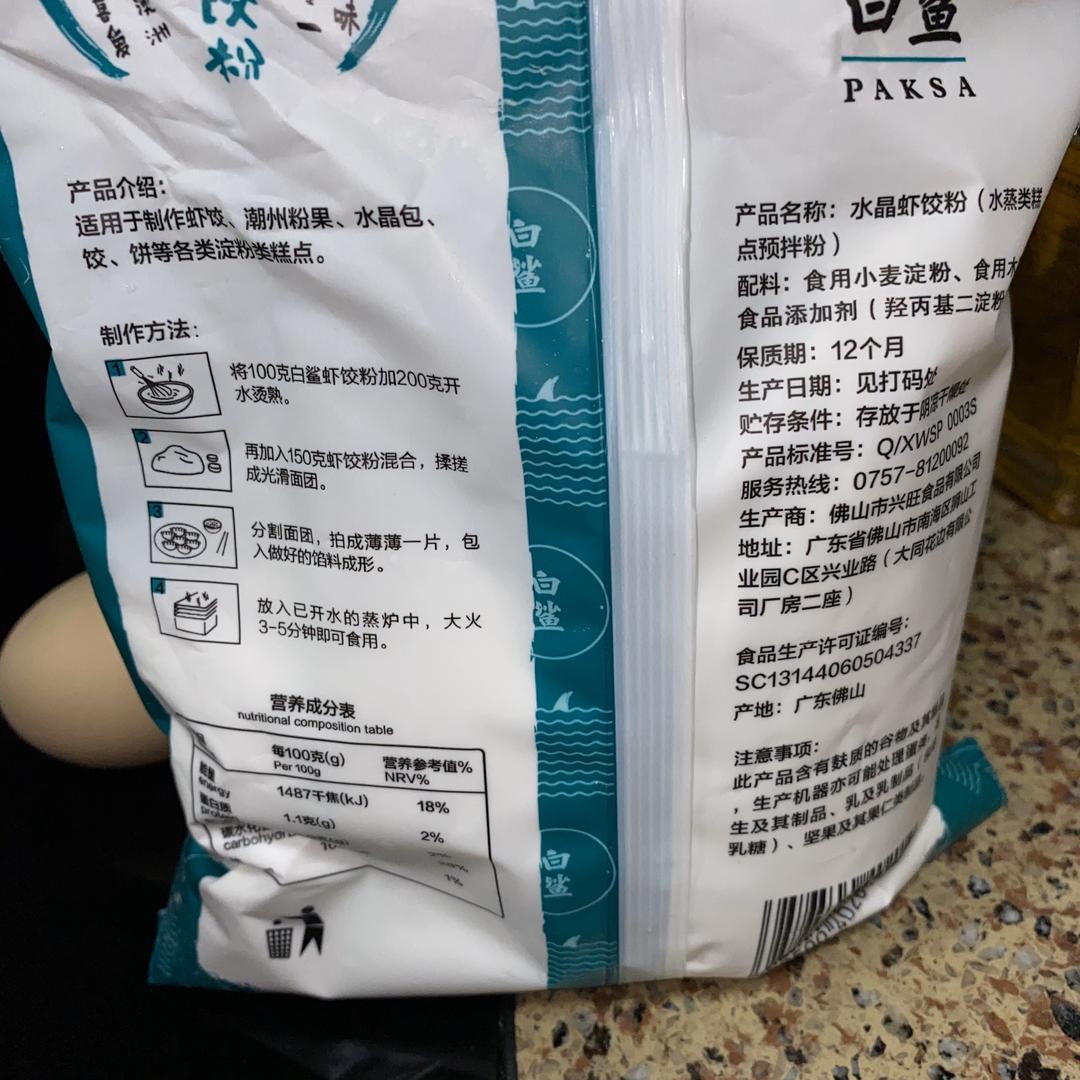 味
粉
产品介绍：
适用于制作虾饺、潮州粉果、水晶包、
饺、饼等各类淀粉类糕点。
制作方法：
1
将100克白鲨虾饺粉加200克开
水烫熟。
2
再加入150克虾饺粉混合，揉搓
成光滑面团。
3
分割面团，拍成薄薄一片，包
入做好的馅料成形。
4
放入已开水的蒸炉中，大火
3-5分钟即可食用。
营养成分表
nutritional composition table
每100克(g) 营养参考值%
Per 100g NRV%
能量 1487千焦(kJ) 18%
energy
蛋白质 1.1克(g) 2%
carbohyd
1%
白鲨
白鲨
白鲨
白鲨
PAKSA
产品名称：水晶虾饺粉（水蒸类糕
点预拌粉）
配料：食用小麦淀粉、食用木
食品添加剂（羟丙基二淀粉
保质期：12个月
生产日期：见打码处
贮存条件：存放于阴凉干燥处
产品标准号：Q/XWSP 0003S
服务热线：0757-81200092
生产商：佛山市兴旺食品有限公司
地址：广东省佛山市南海区狮山工
业园C区兴业路（大同花边有限公
司厂房二座）
食品生产许可证编号：
SC13144060504337
产地：广东佛山
注意事项：
此产品含有麸质的谷物及其制品
，生产机器亦可能处理蛋类、
生及其制品、乳及乳制品（
乳糖）、坚果及其果仁类制品